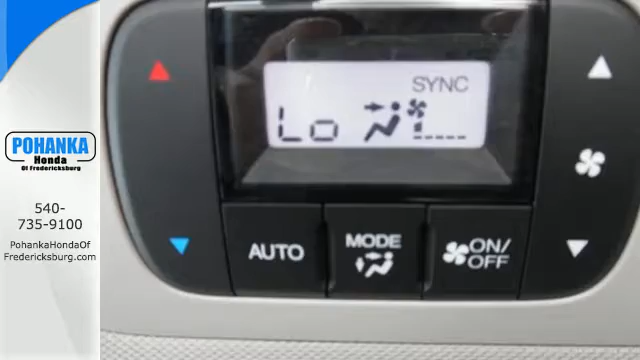 POHANKA
Honda
Of Fredericksburg
540-
735-9100
PohankaHondaOf
Fredericksburg.com
SYNC
Lo
AUTO
MODE
ON/
OFF